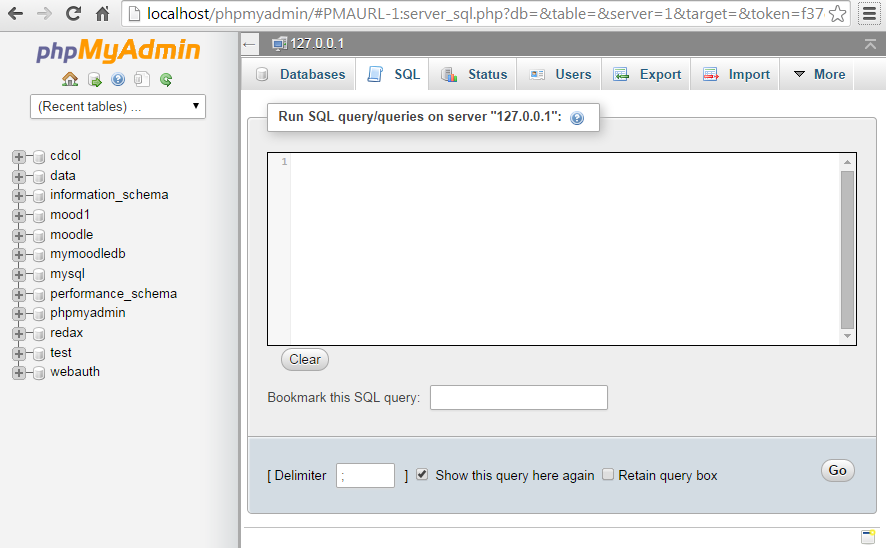 localhost/phpmyadmin/#PMAURL-1:server_sql.php?db=&table=&server=1&target=&token=f37
phpMyAdmin
(Recent tables) ...
cdcol
data
information_schema
mood1
moodle
mymoodledb
mysql
performance_schema
phpmyadmin
redax
test
webauth
127.0.0.1
Databases SQL Status Users Export Import More
Run SQL query/queries on server "127.0.0.1":
1
Clear
Bookmark this SQL query:
[ Delimiter ; ] Show this query here again Retain query box Go